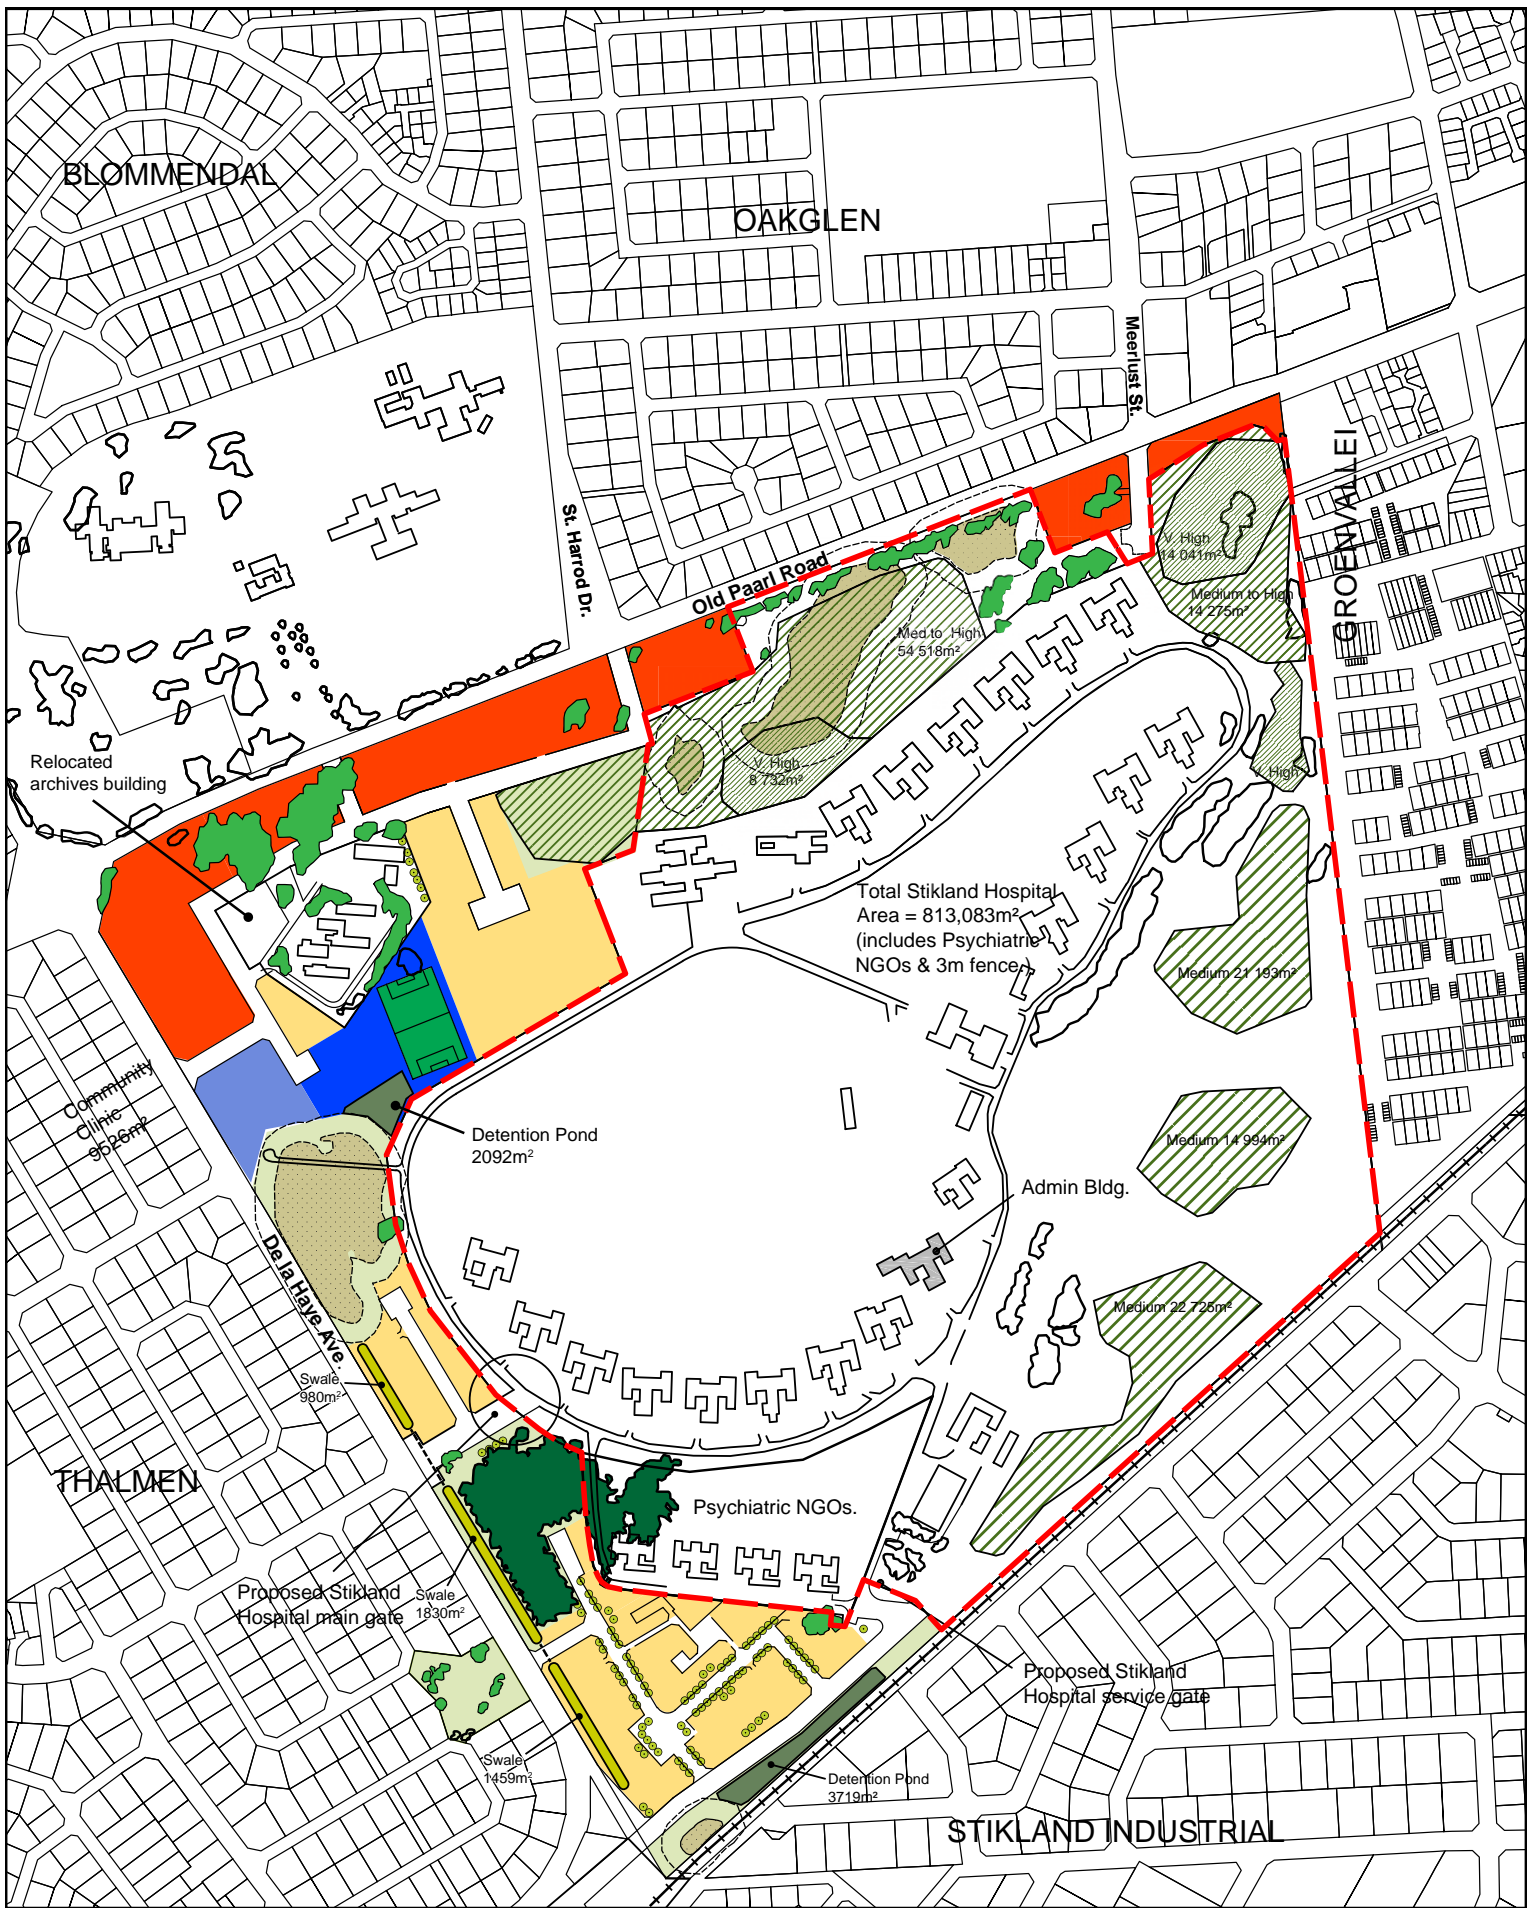 BLOMMENDAL
OAKGLEN
Meerlust St.
GROENVALLEI
St. Harrod Dr.
Old Paarl Road
V. High
14 041m²
Medium to High
14 275m²
Med to High
54 518m²
Relocated
archives building
V. High
8 732m²
V. High
Total Stikland Hospital
Area = 813,083m²
(includes Psychiatric
NGOs & 3m fence.)
Medium 21 193m²
Community
Clinic
9526m²
Detention Pond
2092m²
Medium 14 994m²
Admin Bldg.
De la Haye Ave.
Medium 22 725m²
Swale
980m²
THALMEN
Psychiatric NGOs.
Proposed Stikland
Hospital main gate
Swale
1830m²
Proposed Stikland
Hospital service gate
Swale
1459m²
Detention Pond
3719m²
STIKLAND INDUSTRIAL